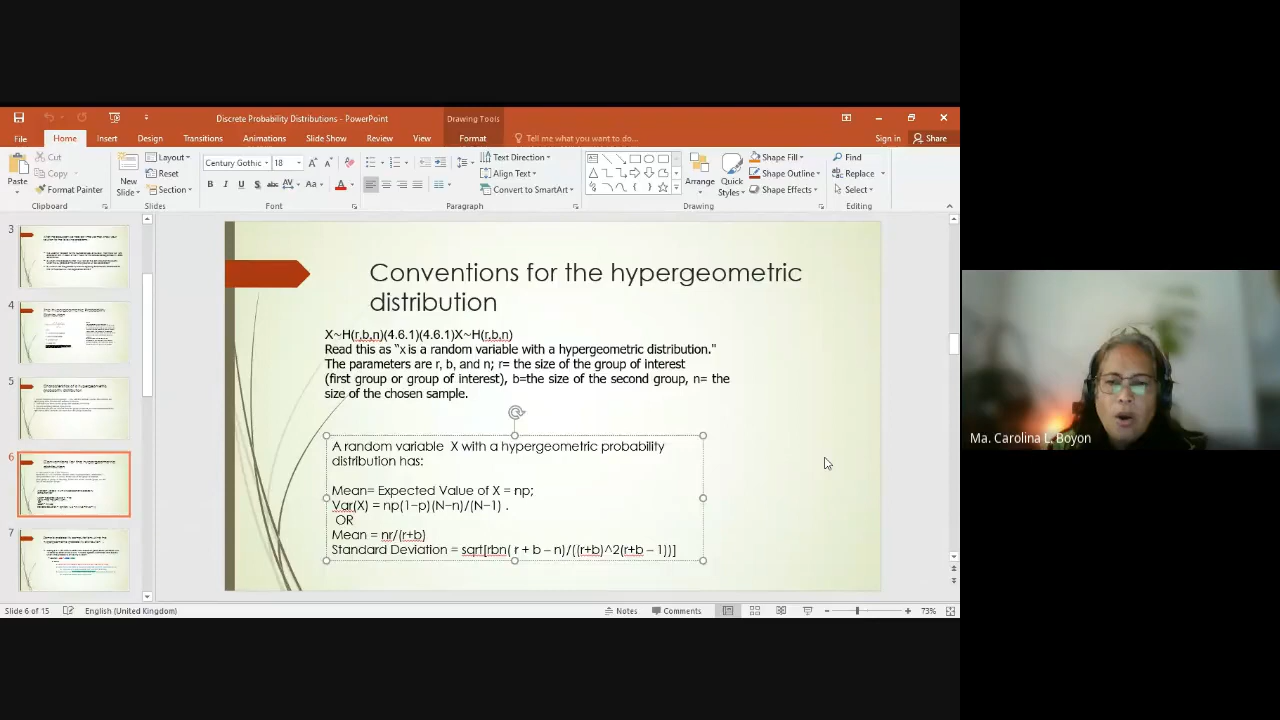 Discrete Probability Distributions - PowerPoint
Drawing Tools
File Home Insert Design Transitions Animations Slide Show Review View Format Tell me what you want to do... Sign in Share
Paste
Cut
Copy
Format Painter
Clipboard
New Slide
Layout
Reset
Section
Slides
Century Gothic 18
B I U S abc AV Aa A
Font
Text Direction
Align Text
Convert to SmartArt
Paragraph
Arrange
Quick Styles
Shape Fill
Shape Outline
Shape Effects
Drawing
Find
Replace
Select
Editing
3
4
5
6
7
Conventions for the hypergeometric
distribution
X~H(r,b,n)(4.6.1)(4.6.1)X~H(r,b,n)
Read this as "x is a random variable with a hypergeometric distribution."
The parameters are r, b, and n; r= the size of the group of interest
(first group or group of interest), b=the size of the second group, n= the
size of the chosen sample.
A random variable X with a hypergeometric probability
distribution has:
Mean= Expected Value of X = np;
Var(X) = np(1−p)(N−n)/(N−1) .
OR
Mean = nr/(r+b)
Ma. Carolina L. Boyon
Slide 6 of 15 English (United Kingdom) Notes Comments 73%